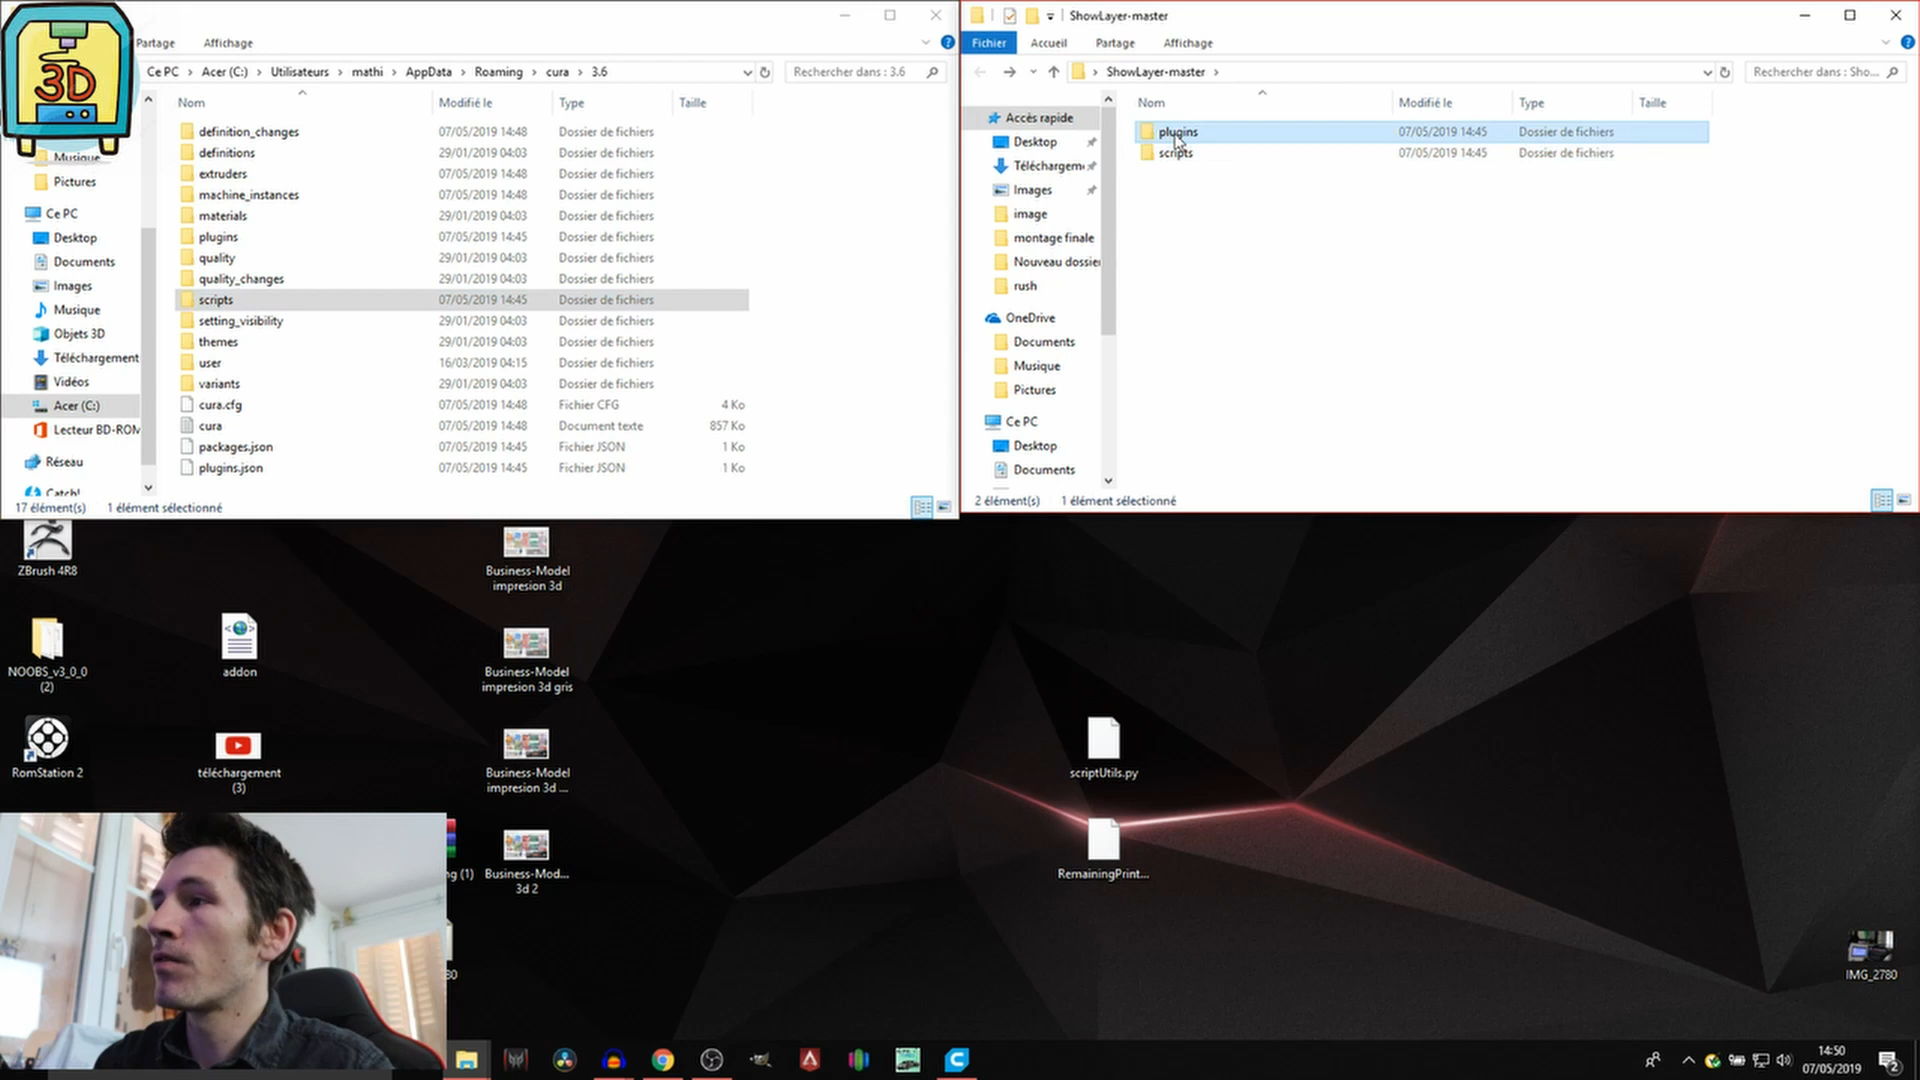 3D
Partage
Affichage
Ce PC
Acer (C:)
Utilisateurs
mathi
AppData
Roaming
cura
3.6
Rechercher dans : 3.6
Nom
Modifié le
Type
Taille
Musique
Pictures
Ce PC
Desktop
Documents
Images
Musique
Objets 3D
Téléchargement
Vidéos
Acer (C:)
Lecteur BD-ROM
Réseau
Catch!
definition_changes 07/05/2019 14:48 Dossier de fichiers
definitions 29/01/2019 04:03 Dossier de fichiers
extruders 07/05/2019 14:48 Dossier de fichiers
machine_instances 07/05/2019 14:48 Dossier de fichiers
materials 29/01/2019 04:03 Dossier de fichiers
plugins 07/05/2019 14:45 Dossier de fichiers
quality 29/01/2019 04:03 Dossier de fichiers
quality_changes 29/01/2019 04:03 Dossier de fichiers
scripts 07/05/2019 14:45 Dossier de fichiers
setting_visibility 29/01/2019 04:03 Dossier de fichiers
themes 29/01/2019 04:03 Dossier de fichiers
user 16/03/2019 04:15 Dossier de fichiers
variants 29/01/2019 04:03 Dossier de fichiers
cura.cfg 07/05/2019 14:48 Fichier CFG 4 Ko
cura 07/05/2019 14:48 Document texte 857 Ko
packages.json 07/05/2019 14:45 Fichier JSON 1 Ko
plugins.json 07/05/2019 14:45 Fichier JSON 1 Ko
17 élément(s) 1 élément sélectionné
ShowLayer-master
Fichier
Accueil
Partage
Affichage
ShowLayer-master
Rechercher dans : Sho...
Nom
Modifié le
Type
Taille
Accès rapide
Desktop
Téléchargem
Images
image
montage finale
Nouveau dossier
rush
OneDrive
Documents
Musique
Pictures
Ce PC
Desktop
Documents
plugins 07/05/2019 14:45 Dossier de fichiers
scripts 07/05/2019 14:45 Dossier de fichiers
2 élément(s) 1 élément sélectionné
ZBrush 4R8
NOOBS_v3_0_0
(2)
RomStation 2
addon
téléchargement
(3)
Business-Model
impresion 3d
Business-Model
impresion 3d gris
Business-Model
impresion 3d ...
Business-Mod...
3d 2
ng (1)
80
scriptUtils.py
RemainingPrint...
IMG_2780
14:50
07/05/2019
2